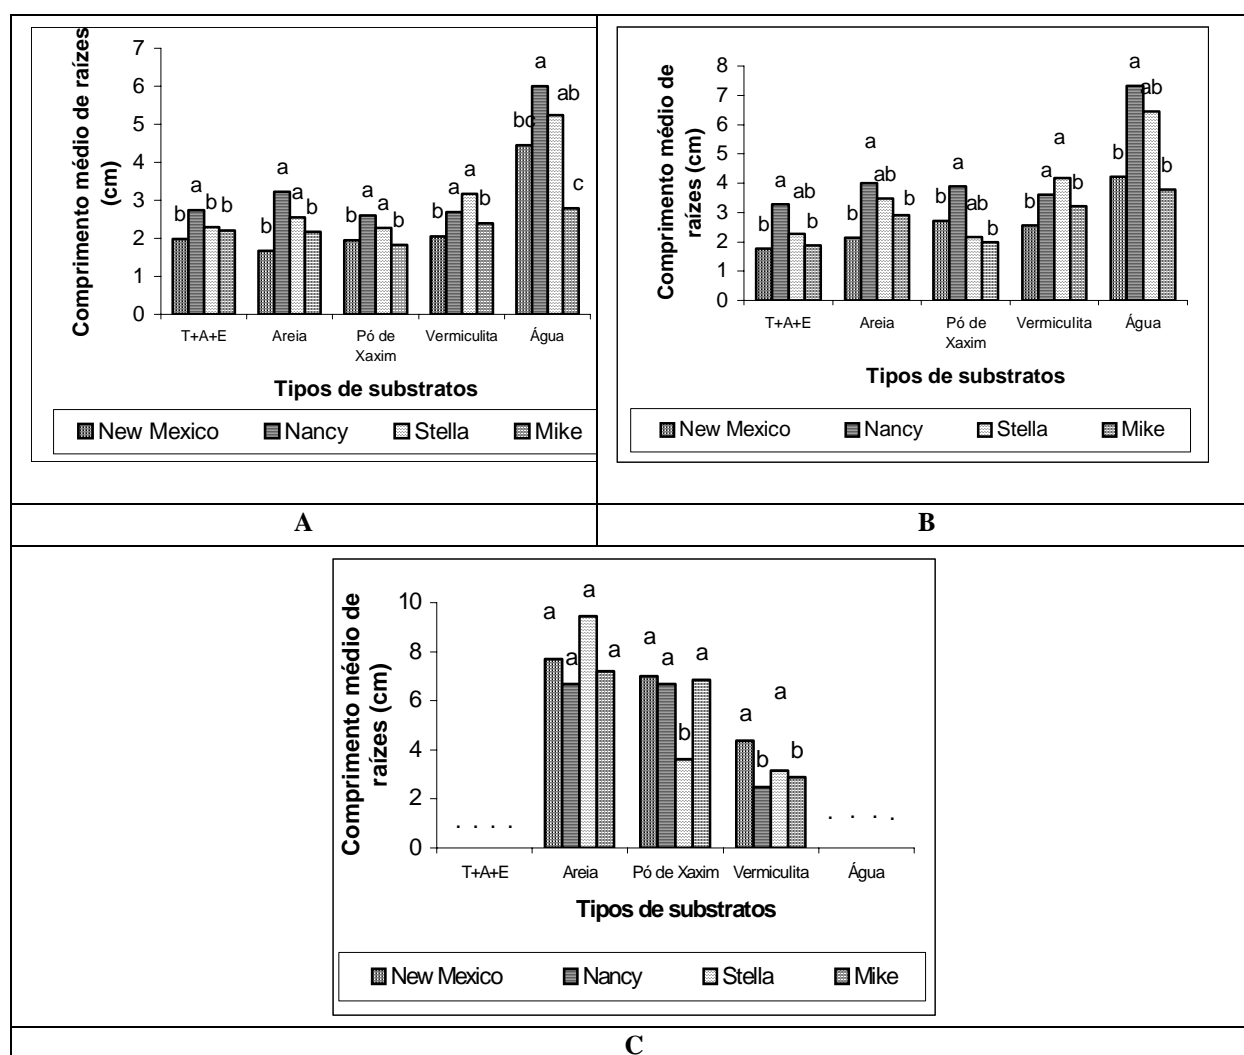 Comprimento médio de raízes
(cm)
7
6
5
4
3
2
1
0
b a b b
b a a b
b a a b
b a a b
bc a ab c
T+A+E Areia Pó de Xaxim Vermiculita Água
Tipos de substratos
New Mexico Nancy Stella Mike
A
Comprimento médio de
raízes (cm)
8
7
6
5
4
3
2
1
0
b a ab b
b a ab b
b a ab b
b a a b
b a ab b
T+A+E Areia Pó de Xaxim Vermiculita Água
Tipos de substratos
New Mexico Nancy Stella Mike
B
Comprimento médio de
raízes (cm)
10
8
6
4
2
0
. . . .
a a a a
a a b a
a b a b
. . . .
T+A+E Areia Pó de Xaxim Vermiculita Água
Tipos de substratos
New Mexico Nancy Stella Mike
C